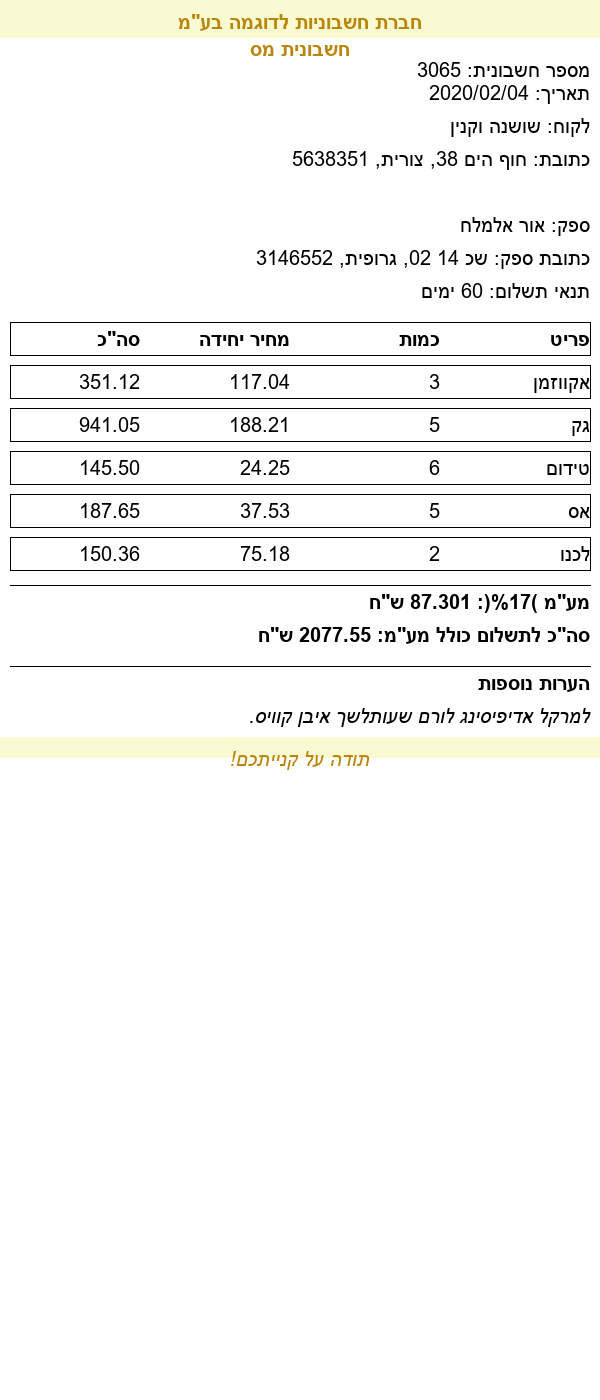 חברת חשבוניות לדוגמה בע"מ
חשבונית מס
מספר חשבונית: 3065
תאריך: 2020/02/04
לקוח: שושנה וקנין
כתובת: חוף הים 38, צורית, 5638351
ספק: אור אלמלח
כתובת ספק: שכ 14 02, גרופית, 3146552
תנאי תשלום: 60 ימים
פריט כמות מחיר יחידה סה"כ
אקווזמן 3 117.04 351.12
גק 5 188.21 941.05
טידום 6 24.25 145.50
אס 5 37.53 187.65
לכנו 2 75.18 150.36
מע"מ )17%(: 87.301 ש"ח
סה"כ לתשלום כולל מע"מ: 2077.55 ש"ח
הערות נוספות
למרקל אדיפיסינג לורם שעותלשך איבן קוויס.
תודה על קנייתכם!